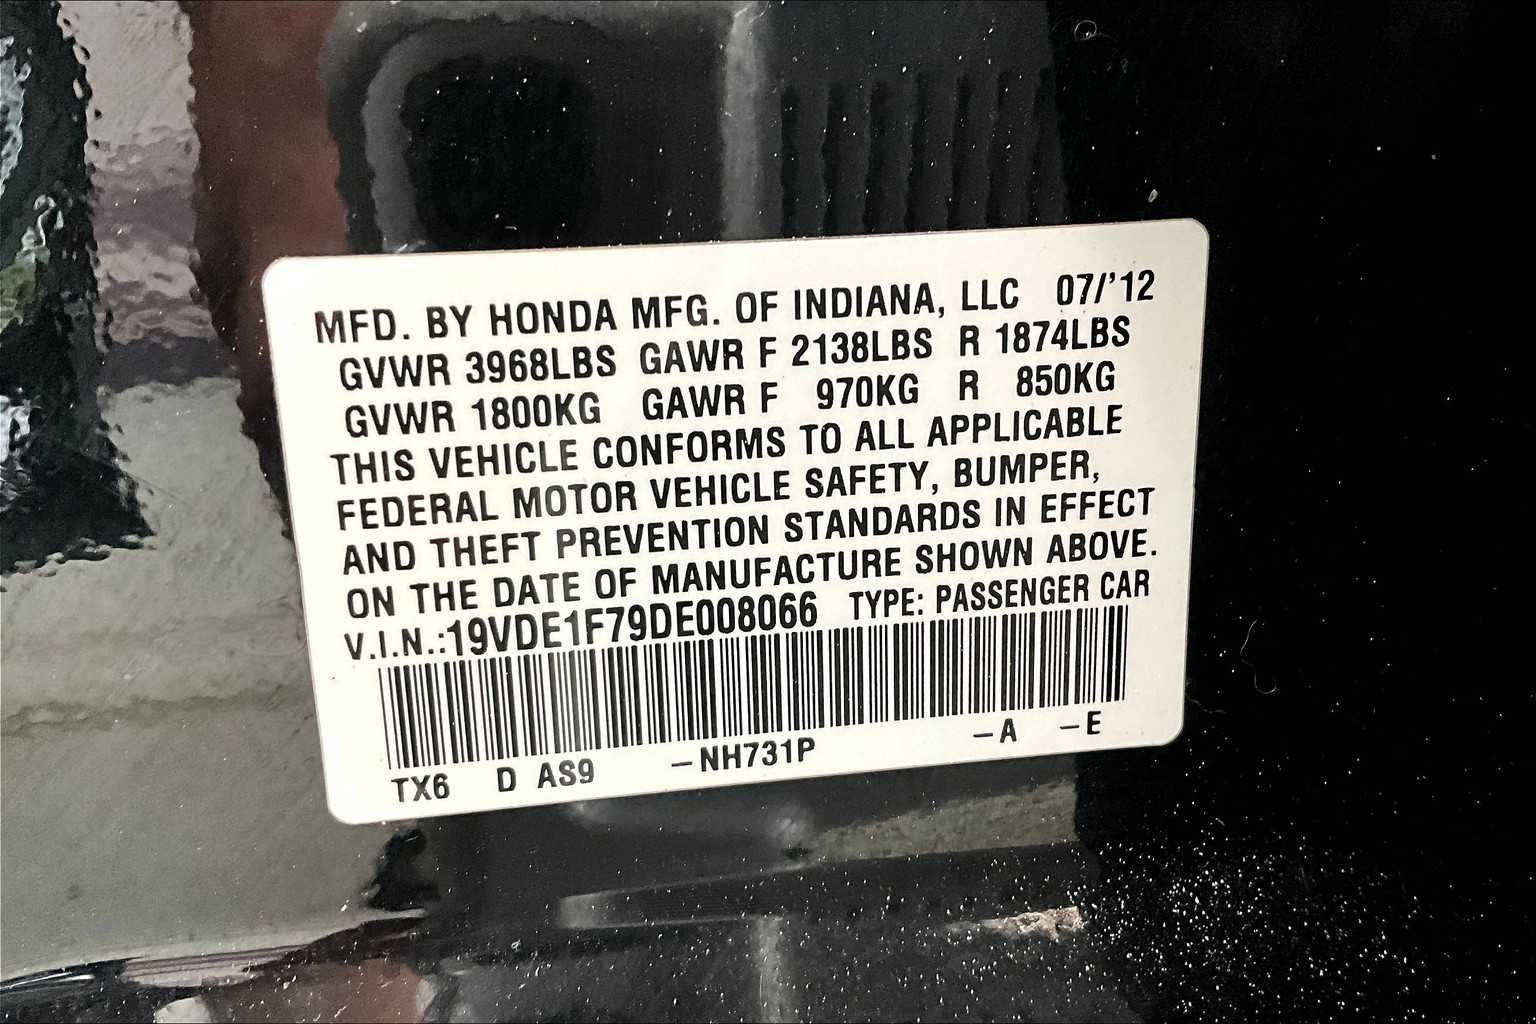 MFD. BY HONDA MFG. OF INDIANA, LLC 07/'12
GVWR 3968LBS GAWR F 2138LBS R 1874LBS
GVWR 1800KG GAWR F 970KG R 850KG
THIS VEHICLE CONFORMS TO ALL APPLICABLE
FEDERAL MOTOR VEHICLE SAFETY, BUMPER,
AND THEFT PREVENTION STANDARDS IN EFFECT
ON THE DATE OF MANUFACTURE SHOWN ABOVE.
V.I.N.:19VDE1F79DE008066 TYPE: PASSENGER CAR
TX6 D AS9 –NH731P –A –E